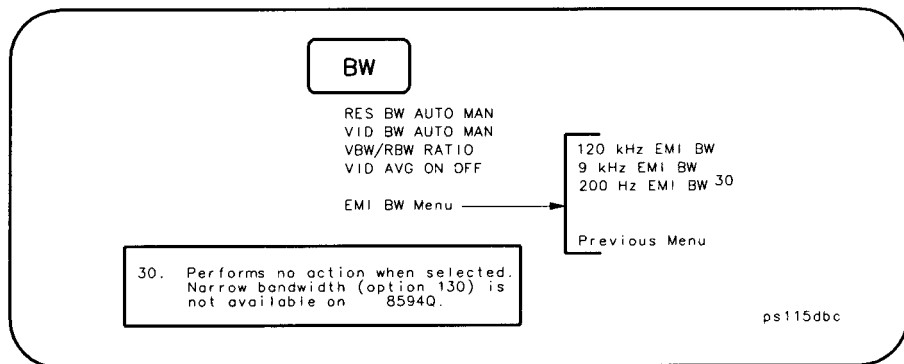 BW
RES BW AUTO MAN
VID BW AUTO MAN
VBW/RBW RATIO
VID AVG ON OFF
EMI BW Menu
120 kHz EMI BW
9 kHz EMI BW
200 Hz EMI BW 30
Previous Menu
30. Performs no action when selected.
Narrow bandwidth (option 130) is
not available on 8594Q.
ps115dbc